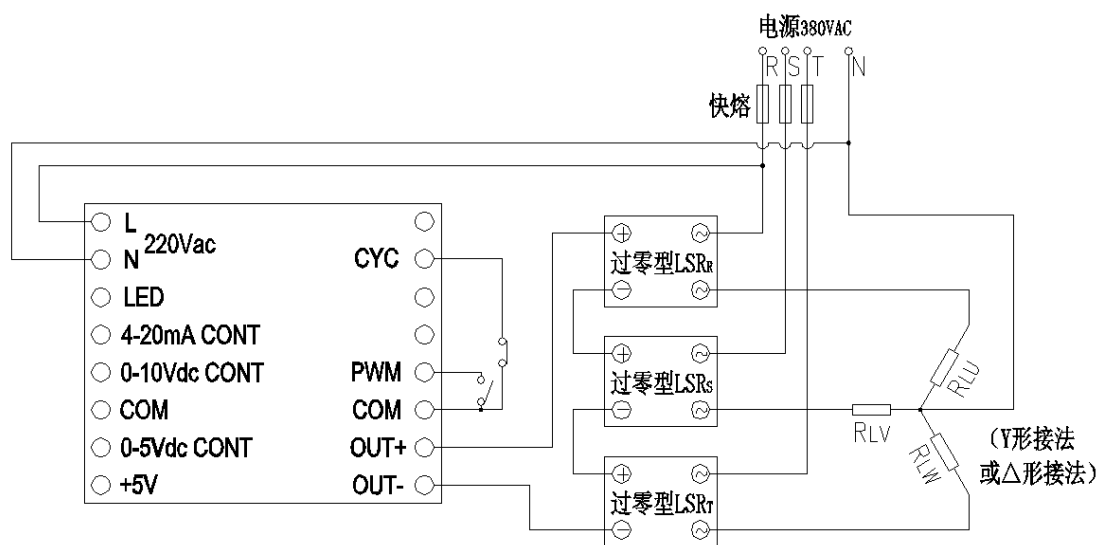 电源380VAC
R S T N
快熔
L
220Vac
N
LED
4-20mA CONT
0-10Vdc CONT
COM
0-5Vdc CONT
+5V
CYC
PWM
COM
OUT+
OUT-
+ ~
过零型LSRR
- ~
+ ~
过零型LSRS
- ~
+ ~
过零型LSRT
- ~
RLU
RLV
RLW
（Y形接法
或△形接法）